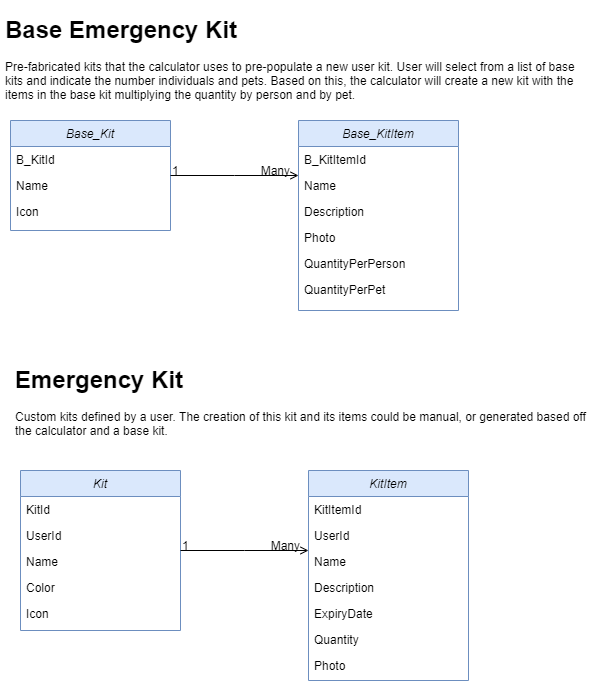 Base Emergency Kit
Pre-fabricated kits that the calculator uses to pre-populate a new user kit. User will select from a list of base
kits and indicate the number individuals and pets. Based on this, the calculator will create a new kit with the
items in the base kit multiplying the quantity by person and by pet.
Base_Kit
B_KitId
Name
Icon
1
Many
Base_KitItem
B_KitItemId
Name
Description
Photo
QuantityPerPerson
QuantityPerPet
Emergency Kit
Custom kits defined by a user. The creation of this kit and its items could be manual, or generated based off
the calculator and a base kit.
Kit
KitId
UserId
Name
Color
Icon
1
Many
KitItem
KitItemId
UserId
Name
Description
ExpiryDate
Quantity
Photo